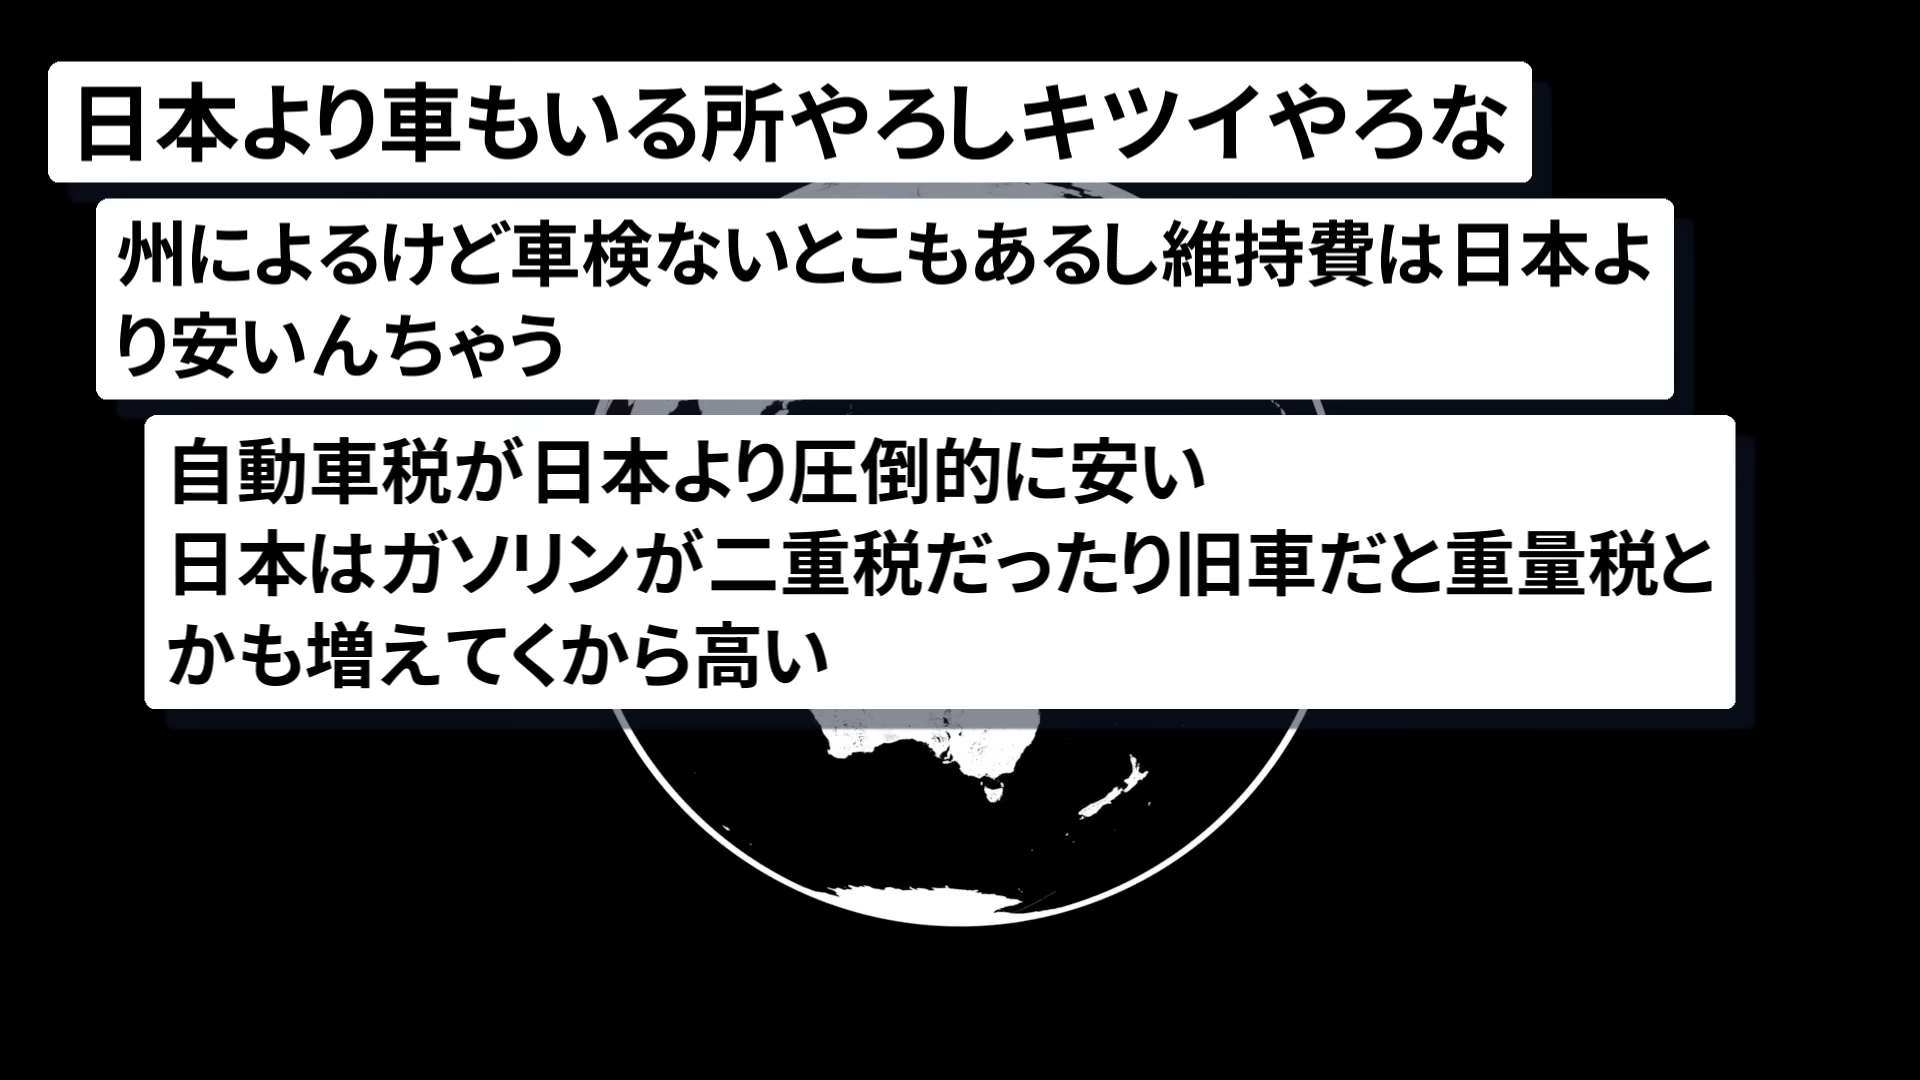 日本より車もいる所やろしキツイやろな
州によるけど車検ないとこもあるし維持費は日本よ
り安いんちゃう
自動車税が日本より圧倒的に安い
日本はガソリンが二重税だったり旧車だと重量税と
かも増えてくから高い